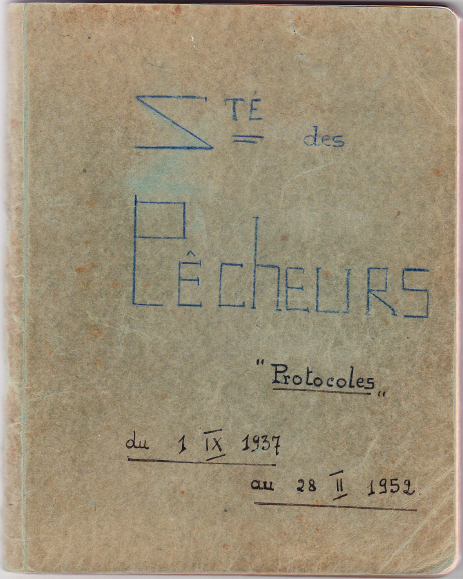 Sté des
Pêcheurs
"Protocoles„
du 1 IX 1937
au 28 II 1952